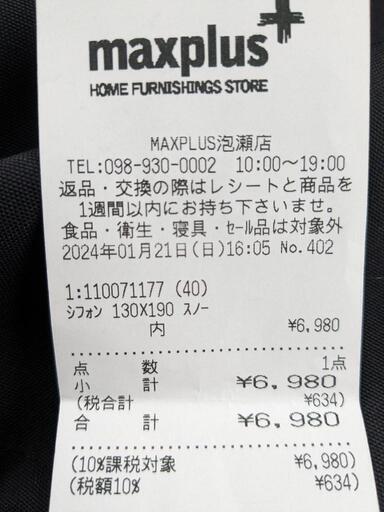 maxplus
HOME FURNISHINGS STORE
MAXPLUS泡瀬店
TEL:098-930-0002 10:00～19:00
返品・交換の際はレシートと商品を
1週間以内にお持ち下さいませ。
食品・衛生・寝具・ｾｰﾙ品は対象外
2024年01月21日(日)16:05 No.402
1:110071177 (40)
ｼﾌｫﾝ 130X190 ｽﾉｰ
内 ¥6,980
点 数 1点
小 計 ¥6,980
(税合計 ¥634)
合 計 ¥6,980
(10%課税対象 ¥6,980)
(税額10% ¥634)